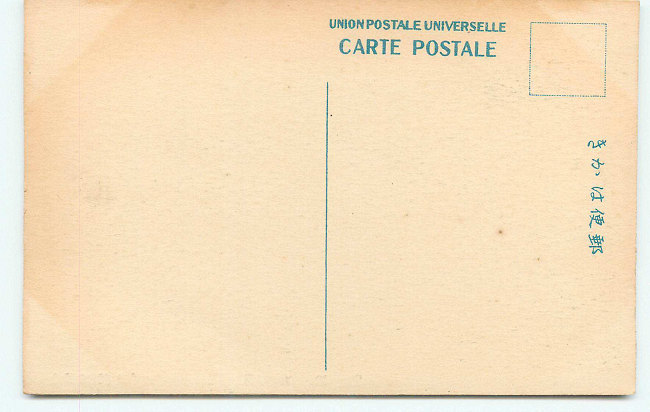 UNION POSTALE UNIVERSELLE
CARTE POSTALE
きかは便郵